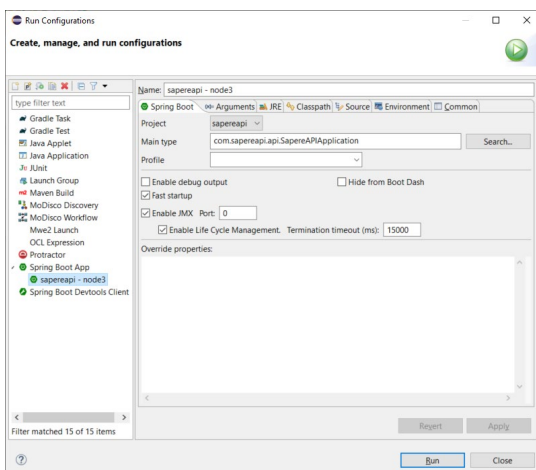 Run Configurations
Create, manage, and run configurations
type filter text
Gradle Task
Gradle Test
Java Applet
Java Application
JUnit
Launch Group
Maven Build
MoDisco Discovery
MoDisco Workflow
Mwe2 Launch
OCL Expression
Protractor
Spring Boot App
sapereapi - node3
Spring Boot Devtools Client
Filter matched 15 of 15 items
Name: sapereapi - node3
Spring Boot Arguments JRE Classpath Source Environment Common
Project sapereapi
Main type com.sapereapi.api.SapereAPIApplication Search...
Profile
Enable debug output Hide from Boot Dash
Fast startup
Enable JMX Port: 0
Enable Life Cycle Management. Termination timeout (ms): 15000
Override properties:
Revert Apply
Run Close